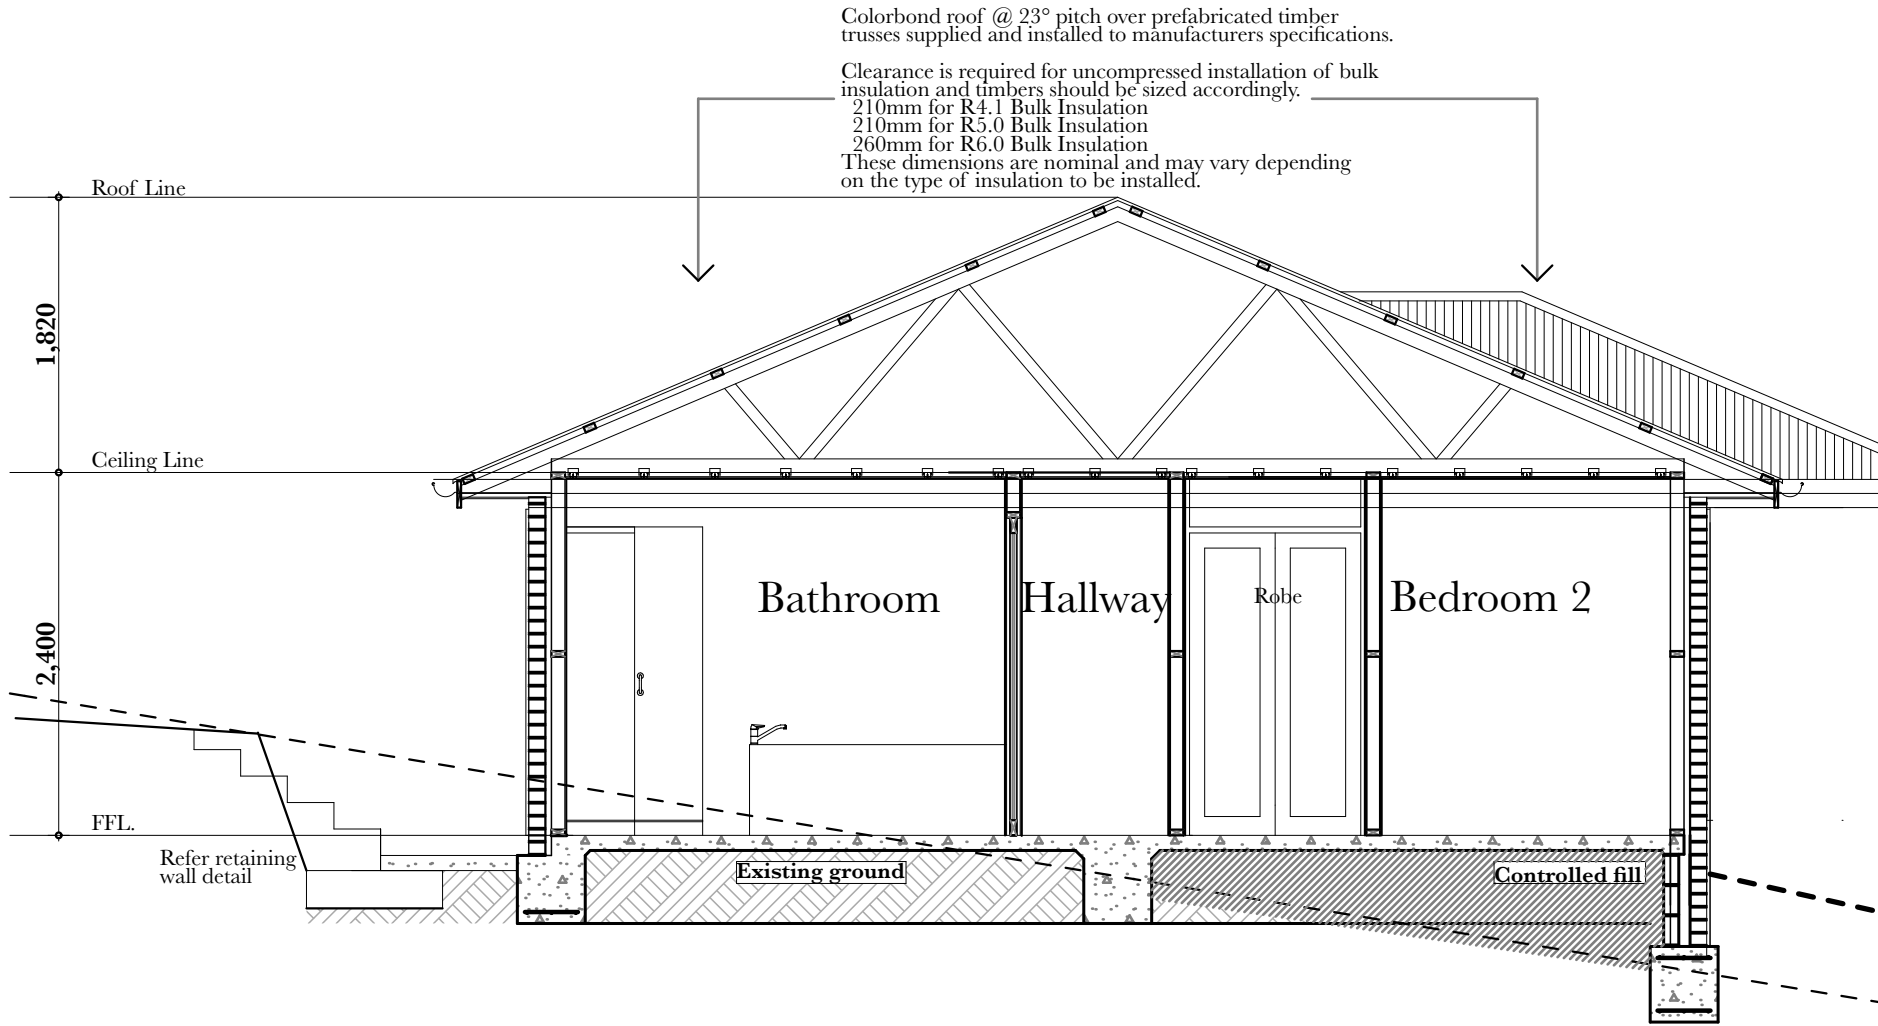 Colorbond roof @ 23° pitch over prefabricated timber
trusses supplied and installed to manufacturers specifications.
Clearance is required for uncompressed installation of bulk
insulation and timbers should be sized accordingly.
210mm for R4.1 Bulk Insulation
210mm for R5.0 Bulk Insulation
260mm for R6.0 Bulk Insulation
These dimensions are nominal and may vary depending
on the type of insulation to be installed.
Roof Line
1,820
Ceiling Line
Bathroom
Hallway
Robe
Bedroom 2
2,400
FFL.
Refer retaining
wall detail
Existing ground
Controlled fill